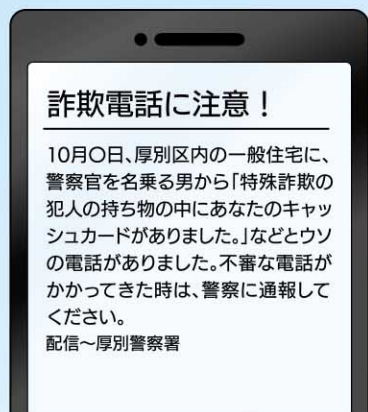 詐欺電話に注意！
10月〇日、厚別区内の一般住宅に、
警察官を名乗る男から「特殊詐欺の
犯人の持ち物の中にあなたのキャッ
シュカードがありました。」などとウソ
の電話がありました。不審な電話が
かかってきた時は、警察に通報して
ください。
配信～厚別警察署